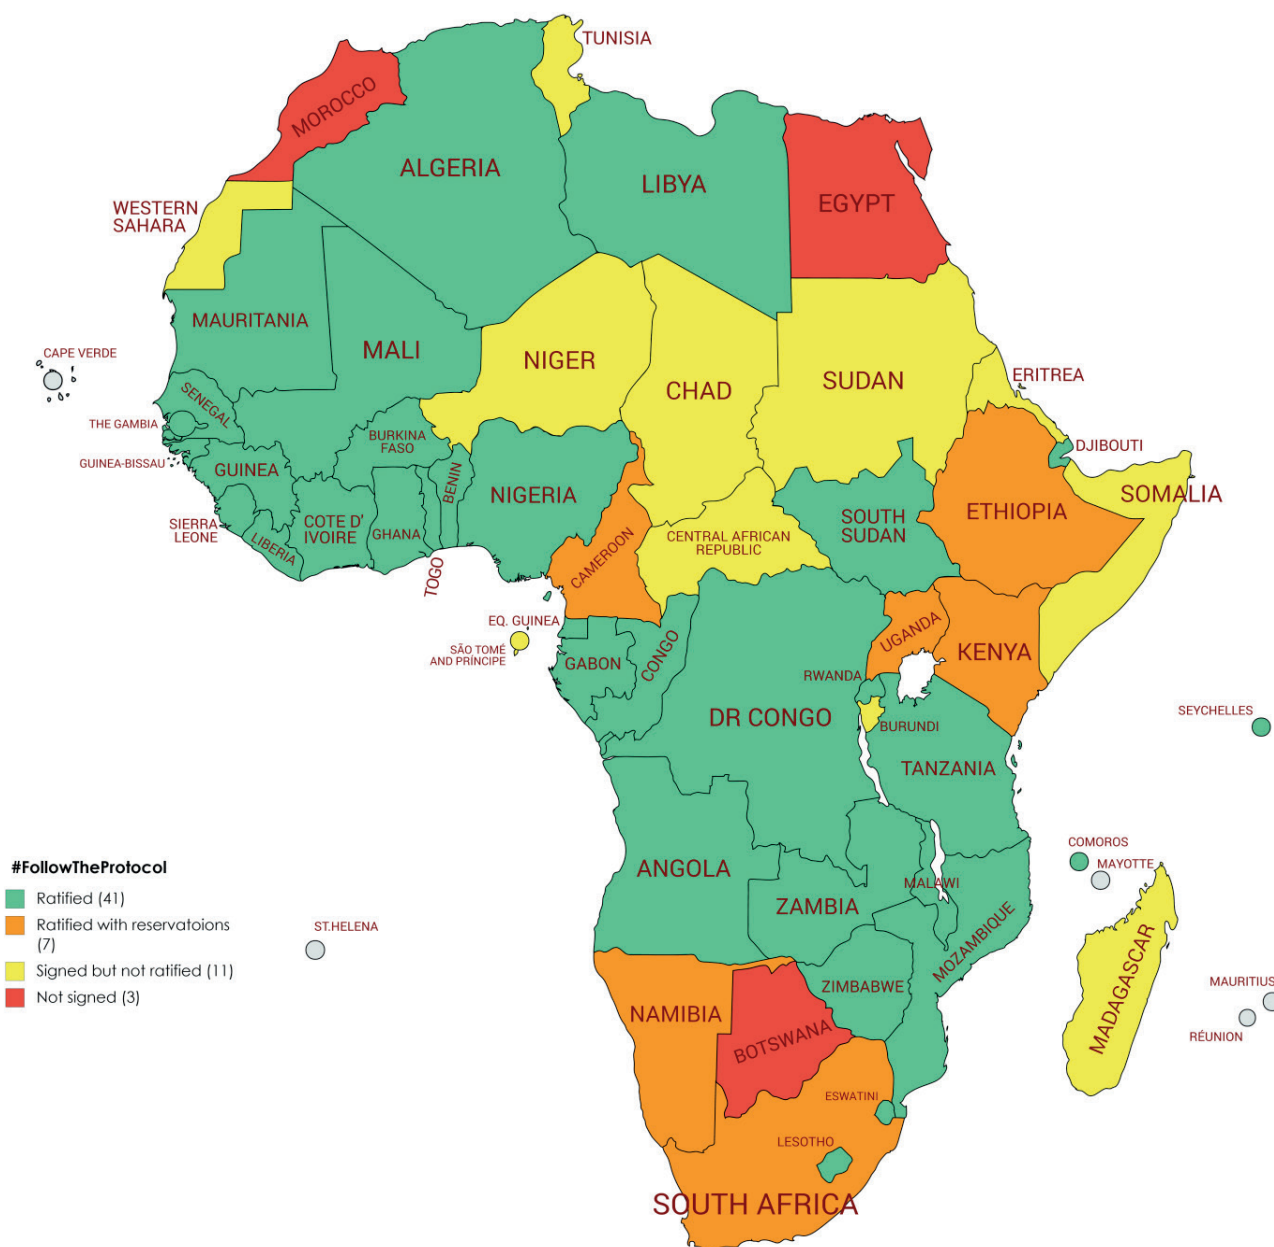 TUNISIA
MOROCCO
ALGERIA
LIBYA
EGYPT
WESTERN
SAHARA
MAURITANIA
MALI
NIGER
CHAD
SUDAN
ERITREA
CAPE VERDE
SENEGAL
THE GAMBIA
BURKINA
FASO
DJIBOUTI
GUINEA-BISSAU
GUINEA
BENIN
NIGERIA
SOMALIA
ETHIOPIA
SOUTH
SUDAN
SIERRA
LEONE
LIBERIA
COTE D'
IVOIRE
GHANA
CENTRAL AFRICAN
REPUBLIC
CAMEROON
TOGO
EQ. GUINEA
SÃO TOMÉ
AND PRÍNCIPE
GABON
CONGO
UGANDA
KENYA
RWANDA
DR CONGO
BURUNDI
SEYCHELLES
TANZANIA
COMOROS
MAYOTTE
ANGOLA
MALAWI
ZAMBIA
MOZAMBIQUE
ST.HELENA
MADAGASCAR
MAURITIUS
RÉUNION
ZIMBABWE
NAMIBIA
BOTSWANA
ESWATINI
LESOTHO
SOUTH AFRICA
#FollowTheProtocol
Ratified (41)
Ratified with reservatoions
(7)
Signed but not ratified (11)
Not signed (3)